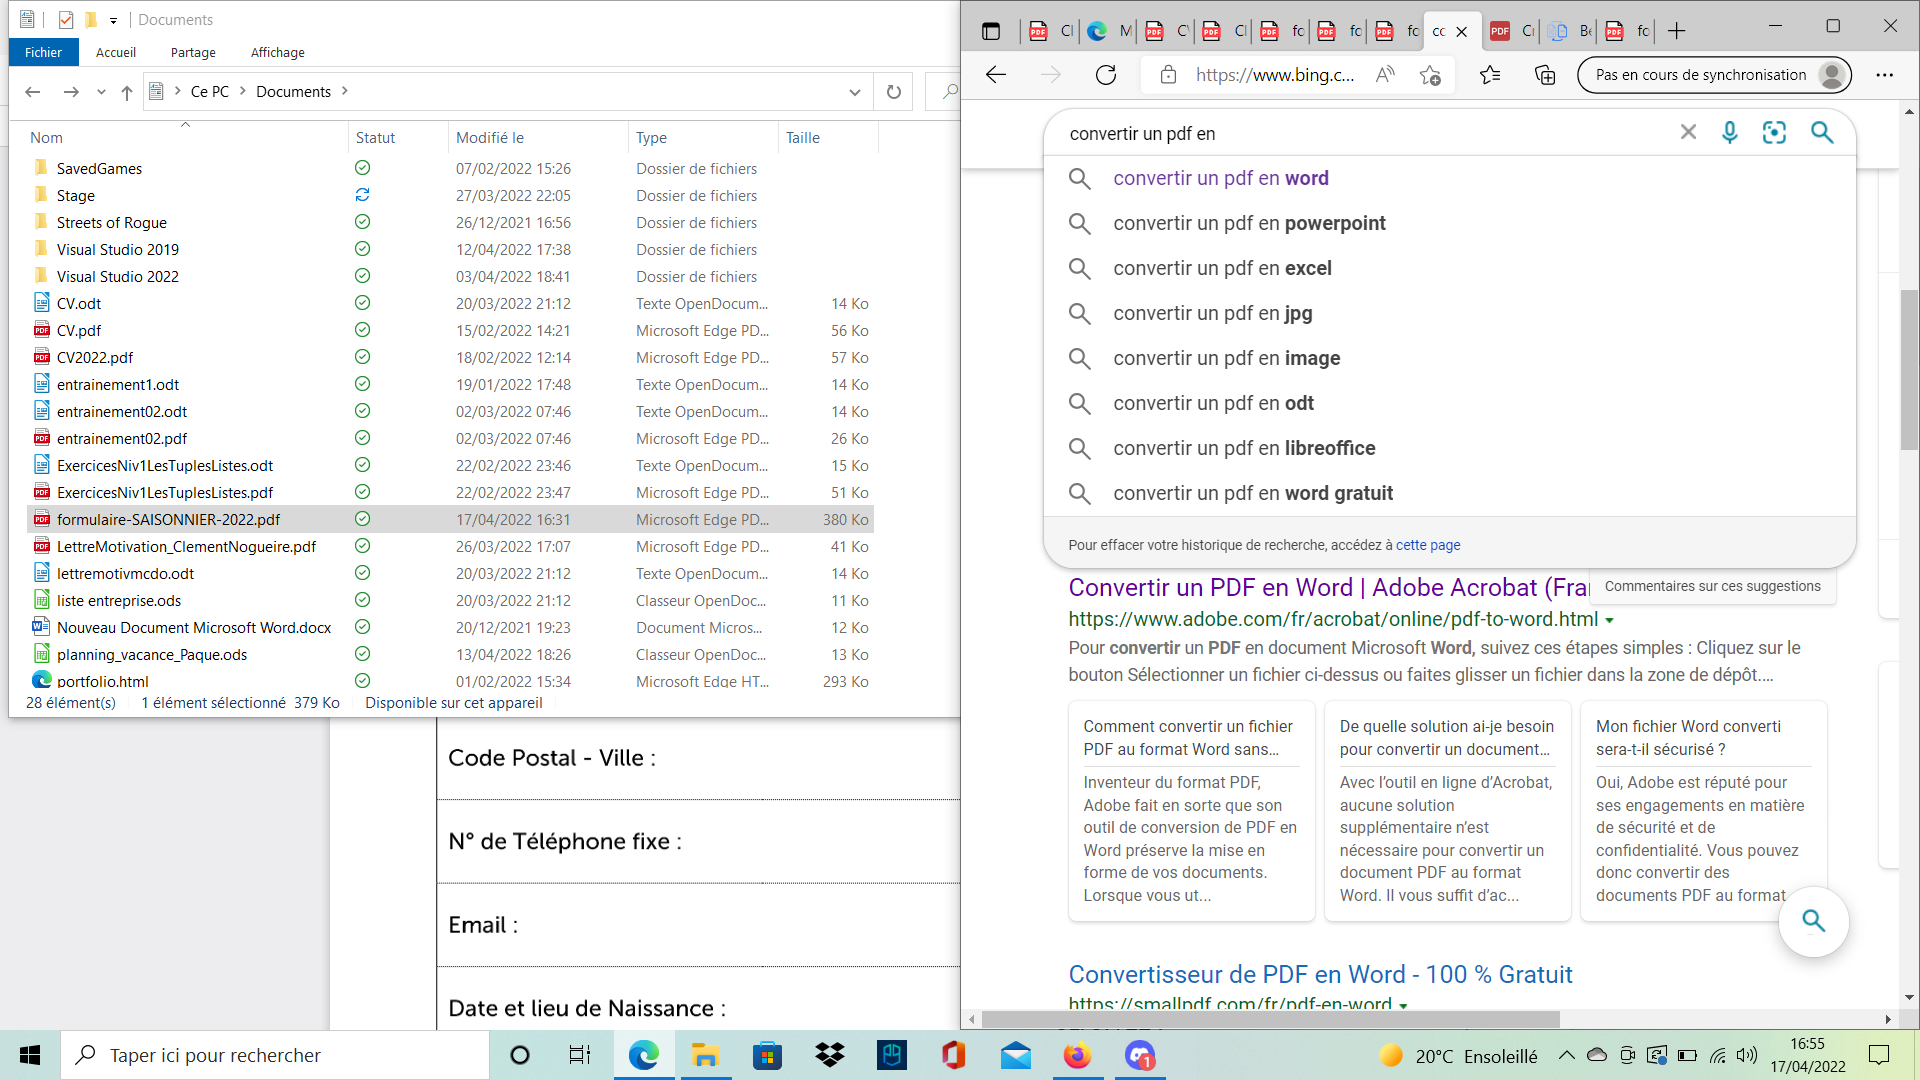 Documents
Fichier Accueil Partage Affichage
Ce PC Documents
Nom Statut Modifié le Type Taille
SavedGames 07/02/2022 15:26 Dossier de fichiers
Stage 27/03/2022 22:05 Dossier de fichiers
Streets of Rogue 26/12/2021 16:56 Dossier de fichiers
Visual Studio 2019 12/04/2022 17:38 Dossier de fichiers
Visual Studio 2022 03/04/2022 18:41 Dossier de fichiers
CV.odt 20/03/2022 21:12 Texte OpenDocum... 14 Ko
CV.pdf 15/02/2022 14:21 Microsoft Edge PD... 56 Ko
CV2022.pdf 18/02/2022 12:14 Microsoft Edge PD... 57 Ko
entrainement1.odt 19/01/2022 17:48 Texte OpenDocum... 14 Ko
entrainement02.odt 02/03/2022 07:46 Texte OpenDocum... 14 Ko
entrainement02.pdf 02/03/2022 07:46 Microsoft Edge PD... 26 Ko
ExercicesNiv1LesTuplesListes.odt 22/02/2022 23:46 Texte OpenDocum... 15 Ko
ExercicesNiv1LesTuplesListes.pdf 22/02/2022 23:47 Microsoft Edge PD... 51 Ko
formulaire-SAISONNIER-2022.pdf 17/04/2022 16:31 Microsoft Edge PD... 380 Ko
LettreMotivation_ClementNogueire.pdf 26/03/2022 17:07 Microsoft Edge PD... 41 Ko
lettremotivmcdo.odt 20/03/2022 21:12 Texte OpenDocum... 14 Ko
liste entreprise.ods 20/03/2022 21:12 Classeur OpenDoc... 11 Ko
Nouveau Document Microsoft Word.docx 20/12/2021 19:23 Document Micros... 12 Ko
planning_vacance_Paque.ods 13/04/2022 18:26 Classeur OpenDoc... 13 Ko
portfolio.html 01/02/2022 15:34 Microsoft Edge HT... 293 Ko
28 élément(s) 1 élément sélectionné 379 Ko Disponible sur cet appareil
Code Postal - Ville :
N° de Téléphone fixe :
Email :
Date et lieu de Naissance :
https://www.bing.c...
Pas en cours de synchronisation
convertir un pdf en
convertir un pdf en word
convertir un pdf en powerpoint
convertir un pdf en excel
convertir un pdf en jpg
convertir un pdf en image
convertir un pdf en odt
convertir un pdf en libreoffice
convertir un pdf en word gratuit
Pour effacer votre historique de recherche, accédez à cette page
Commentaires sur ces suggestions
Convertir un PDF en Word | Adobe Acrobat (Fra
https://www.adobe.com/fr/acrobat/online/pdf-to-word.html
Pour convertir un PDF en document Microsoft Word, suivez ces étapes simples : Cliquez sur le
bouton Sélectionner un fichier ci-dessus ou faites glisser un fichier dans la zone de dépôt.…
Comment convertir un fichier
PDF au format Word sans…
Inventeur du format PDF,
Adobe fait en sorte que son
outil de conversion de PDF en
Word préserve la mise en
forme de vos documents.
Lorsque vous ut...
De quelle solution ai-je besoin
pour convertir un document…
Avec l’outil en ligne d’Acrobat,
aucune solution
supplémentaire n’est
nécessaire pour convertir un
document PDF au format
Word. Il vous suffit d’ac...
Mon fichier Word converti
sera-t-il sécurisé ?
Oui, Adobe est réputé pour
ses engagements en matière
de sécurité et de
confidentialité. Vous pouvez
donc convertir des
documents PDF au format
Convertisseur de PDF en Word - 100 % Gratuit
https://smallpdf.com/fr/pdf-en-word
Taper ici pour rechercher
20°C Ensoleillé
16:55
17/04/2022